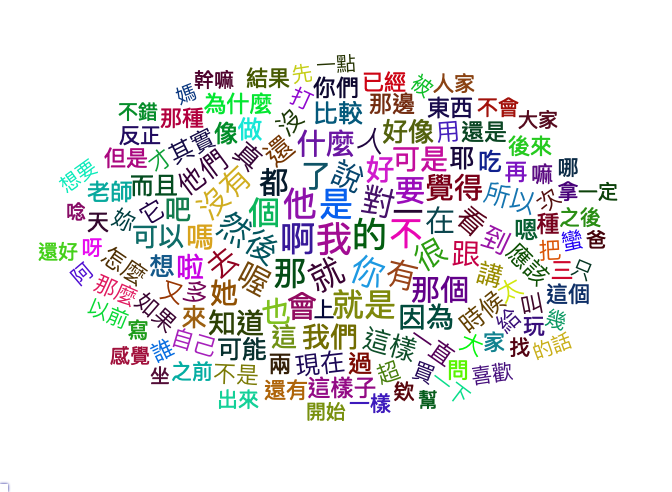 一點
幹嘛 結果 先 已經 被 人家
媽 為什麼 打 你們 那邊 東西 不會
不錯 那種 像 做 沒 比較 好像 用 還是 大家
反正 其實 真 還 什麼 人 後來
但是 才 他們 好 可是 耶 吃 再 嘛 哪
想要 老師 而且 沒有 都 了 說 對 要 覺得 所以 次 拿 一定
唸 天 妳 它 吧 然後 個 他 是 一 在 看 到 嗯 種 之後
還好 呀 怎麼 可以 嗎 啊 我 的 不 很 跟 應該 把 蠻 爸
阿 那麼 想 啦 去 喔 那 就 你 有 那個 講 太 三 只
以前 如果 又 多 她 也 會 上 就是 因為 時候 給 叫 這個
寫 來 知道 這 我們 這樣 一直 玩 幾
感覺 誰 自己 可能 兩 現在 過 超 大 家 找 的話
坐 之前 不是 還有 這樣子 買 一下 問 喜歡
出來 開始 一樣 欸 幫